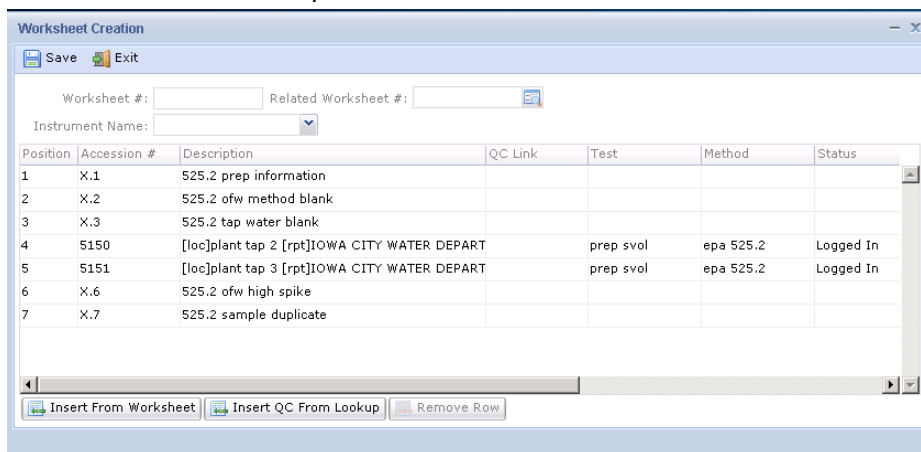 Worksheet Creation
Save Exit
Worksheet #: Related Worksheet #:
Instrument Name:
Position Accession # Description QC Link Test Method Status
1 X.1 525.2 prep information
2 X.2 525.2 ofw method blank
3 X.3 525.2 tap water blank
4 5150 [loc]plant tap 2 [rpt]IOWA CITY WATER DEPART prep svol epa 525.2 Logged In
5 5151 [loc]plant tap 3 [rpt]IOWA CITY WATER DEPART prep svol epa 525.2 Logged In
6 X.6 525.2 ofw high spike
7 X.7 525.2 sample duplicate
Insert From Worksheet Insert QC From Lookup Remove Row